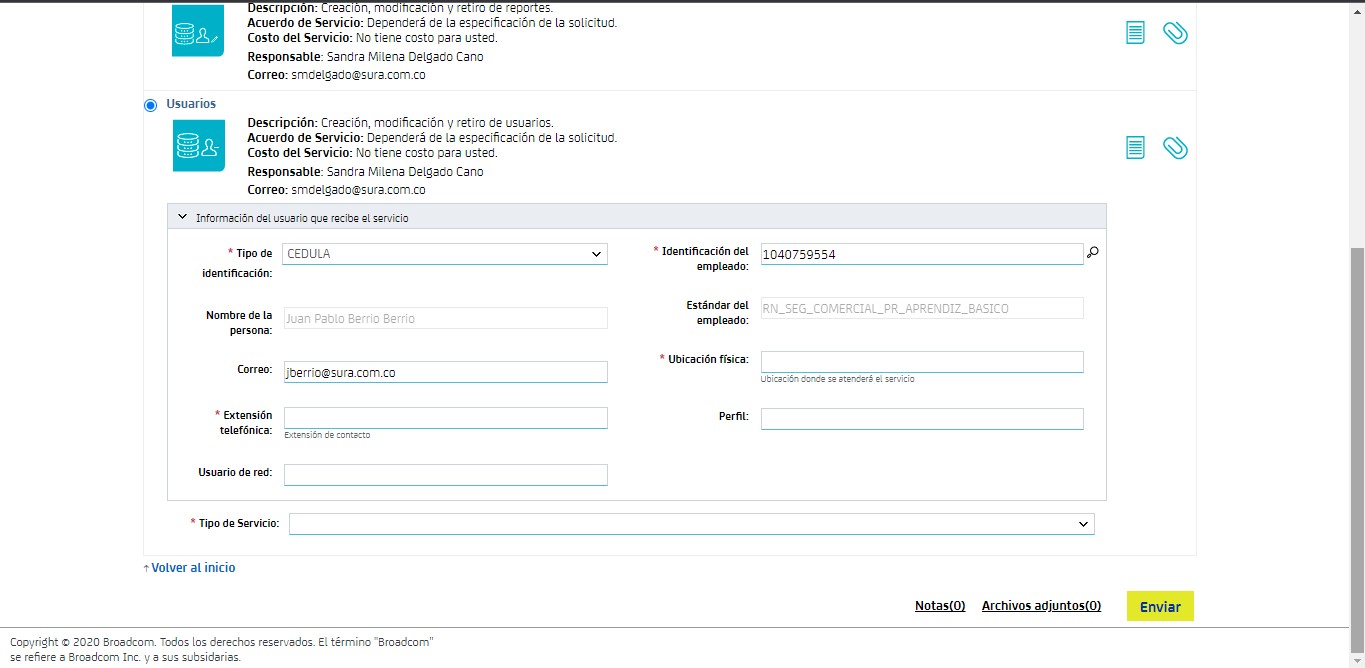 Descripción: Creación, modificación y retiro de reportes.
Acuerdo de Servicio: Dependerá de la especificación de la solicitud.
Costo del Servicio: No tiene costo para usted.
Responsable: Sandra Milena Delgado Cano
Correo: smdelgado@sura.com.co
Usuarios
Descripción: Creación, modificación y retiro de usuarios.
Acuerdo de Servicio: Dependerá de la especificación de la solicitud.
Costo del Servicio: No tiene costo para usted.
Responsable: Sandra Milena Delgado Cano
Correo: smdelgado@sura.com.co
Información del usuario que recibe el servicio
* Tipo de
identificación:
CEDULA
* Identificación del
empleado:
1040759554
Nombre de la
persona:
Juan Pablo Berrio Berrio
Estándar del
empleado:
RN_SEG_COMERCIAL_PR_APRENDIZ_BASICO
Correo:
jberrio@sura.com.co
* Ubicación física:
Ubicación donde se atenderá el servicio
* Extensión
telefónica:
Extensión de contacto
Perfil:
Usuario de red:
* Tipo de Servicio:
↑Volver al inicio
Notas(0) Archivos adjuntos(0) Enviar
Copyright © 2020 Broadcom. Todos los derechos reservados. El término "Broadcom"
se refiere a Broadcom Inc. y a sus subsidarias.